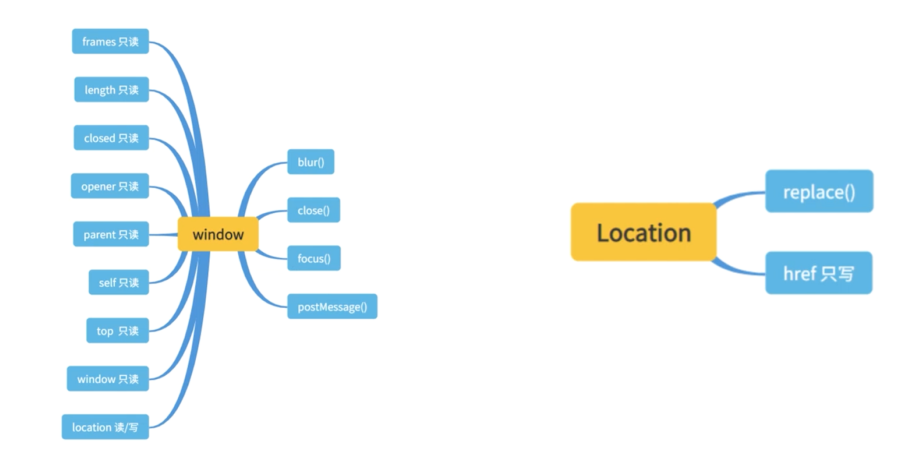 frames 只读
length 只读
closed 只读
opener 只读
parent 只读
self 只读
top 只读
window 只读
location 读/写
window
blur()
close()
focus()
postMessage()
Location
replace()
href 只写